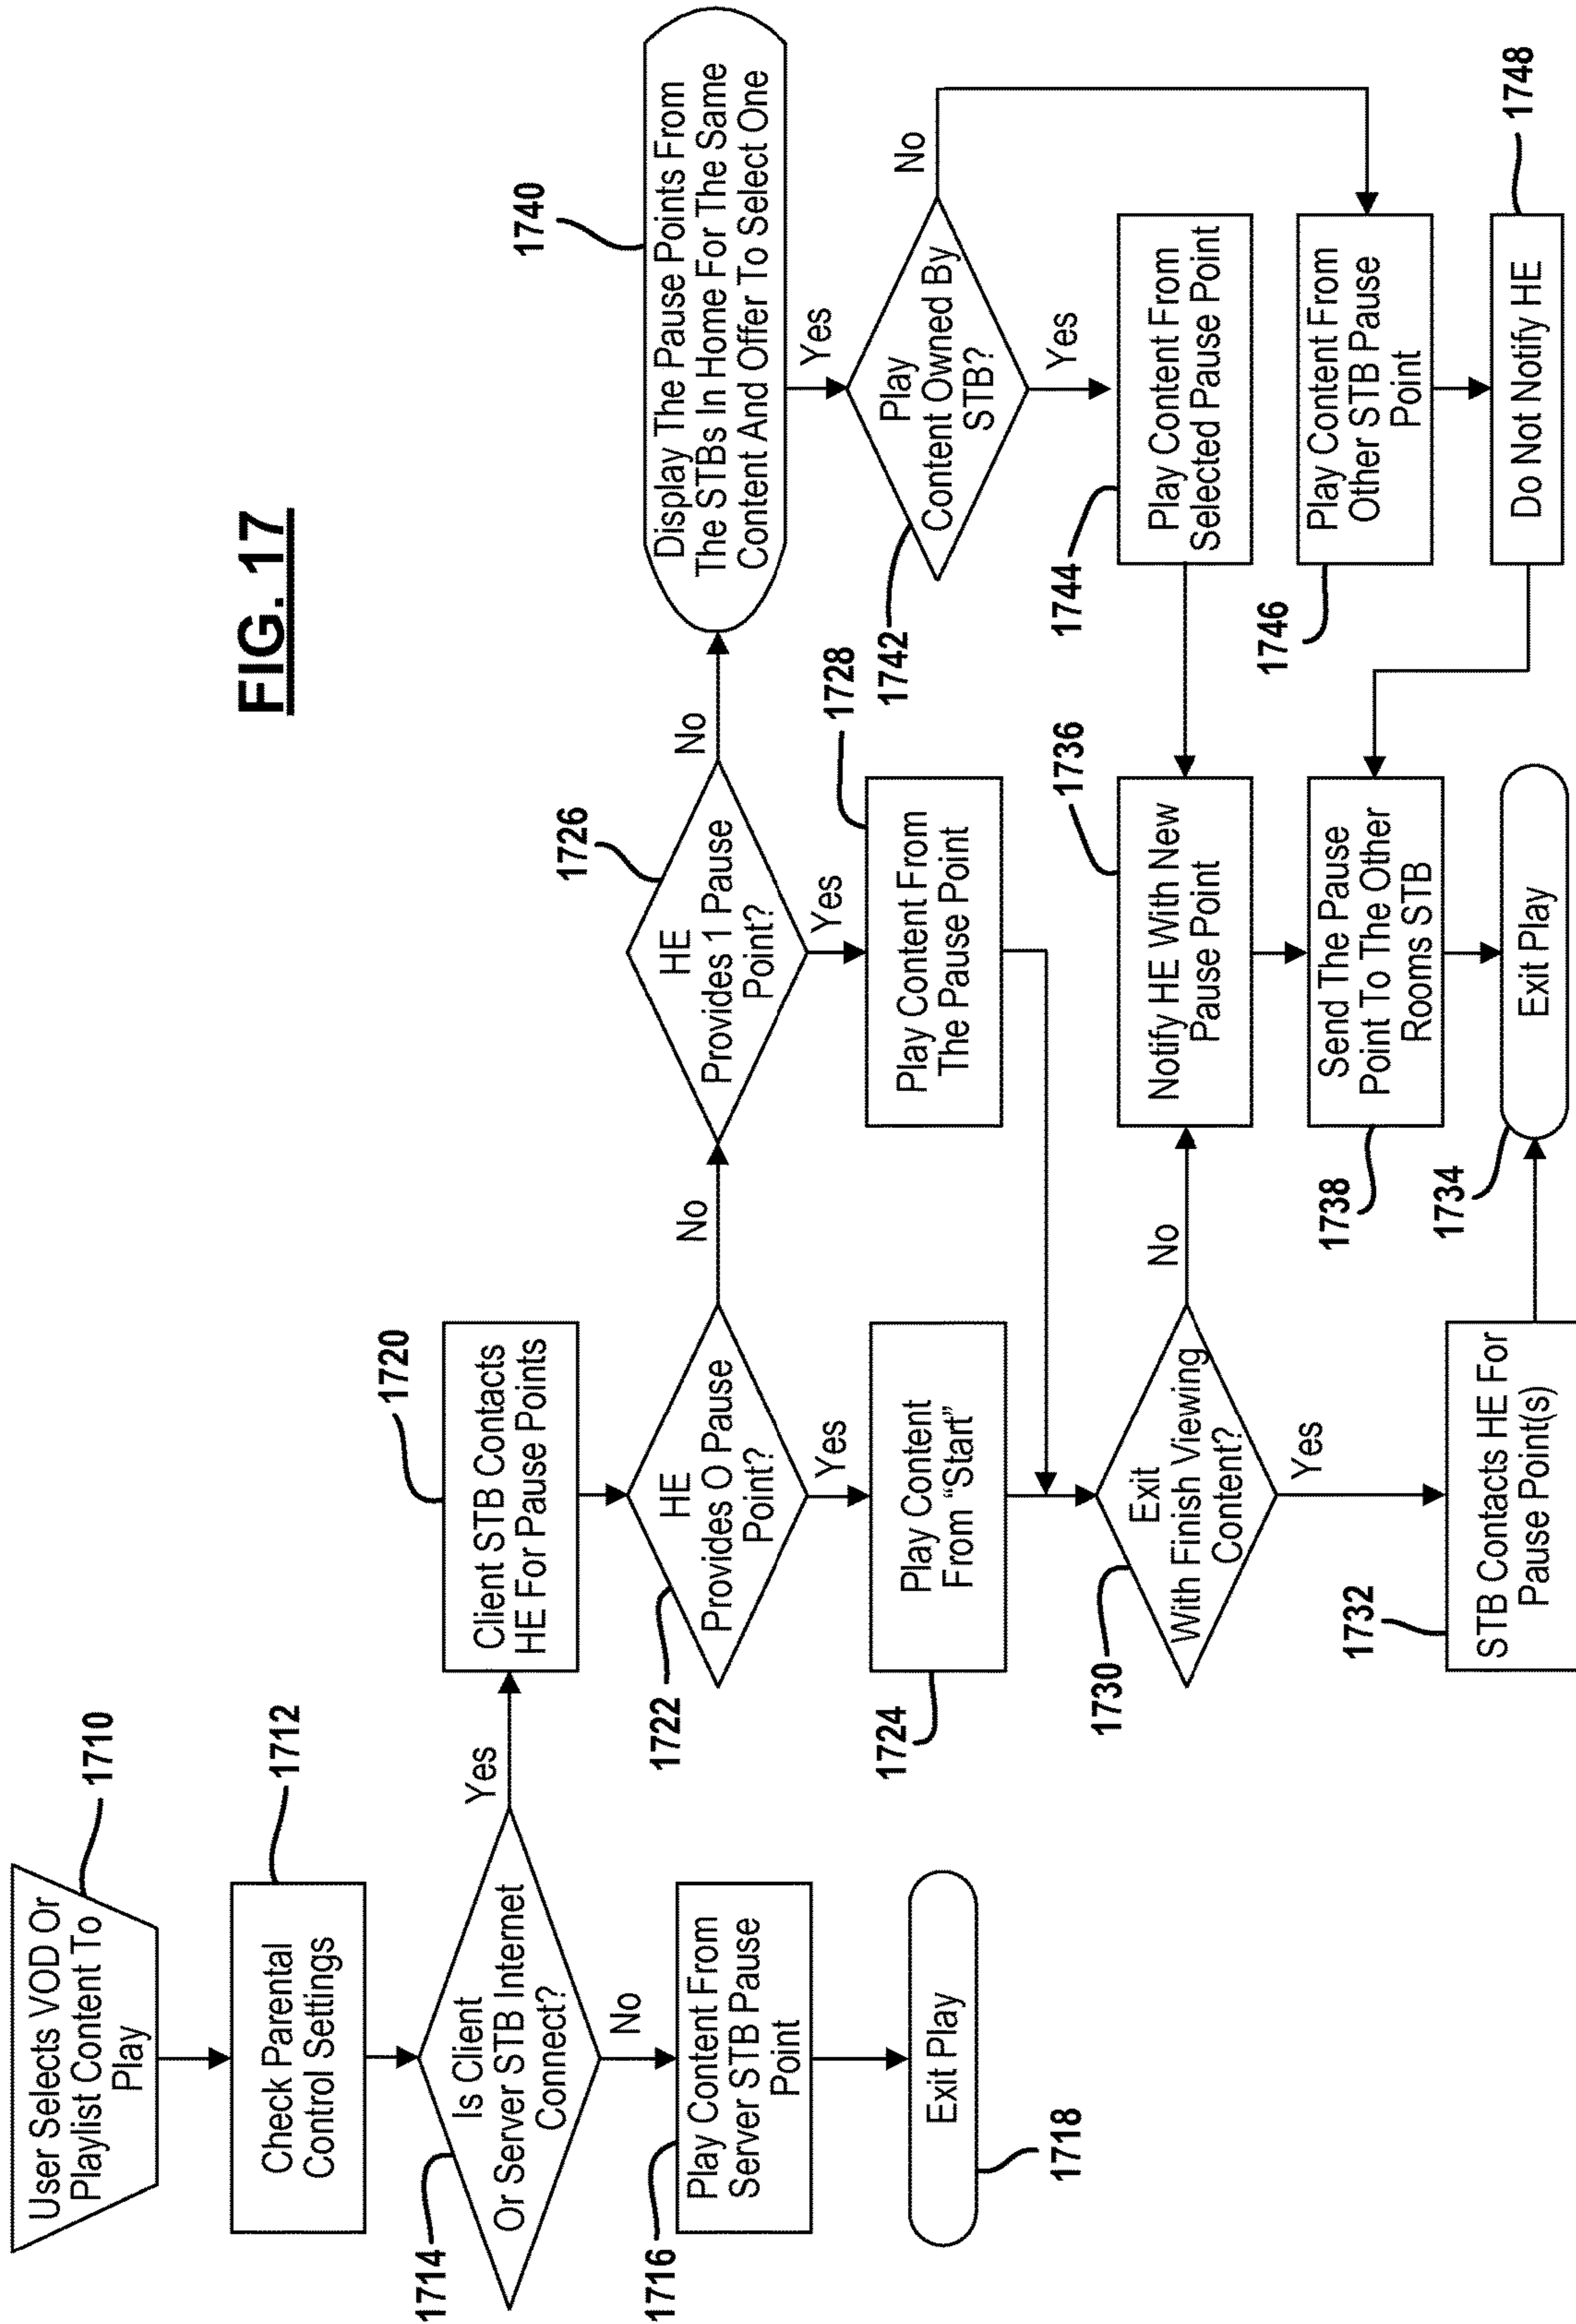 FIG. 17
User Selects VOD Or
Playlist Content To
Play
1710
Check Parental
Control Settings
1712
Is Client
Or Server STB Internet
Connect?
1714
Yes
No
Play Content From
Server STB Pause
Point
1716
Exit Play
1718
Client STB Contacts
HE For Pause Points
1720
HE
Provides O Pause
Point?
1722
No
Yes
Play Content
From "Start"
1724
HE
Provides 1 Pause
Point?
1726
No
Yes
Play Content From
The Pause Point
1728
Exit
With Finish Viewing
Content?
1730
No
Yes
STB Contacts HE For
Pause Point(s)
1732
Exit Play
1734
Notify HE With New
Pause Point
1736
Send The Pause
Point To The Other
Rooms STB
1738
Display The Pause Points From
The STBs In Home For The Same
Content And Offer To Select One
1740
Yes
Play
Content Owned By
STB?
1742
No
Yes
Play Content From
Selected Pause Point
1744
Play Content From
Other STB Pause
Point
1746
Do Not Notify HE
1748